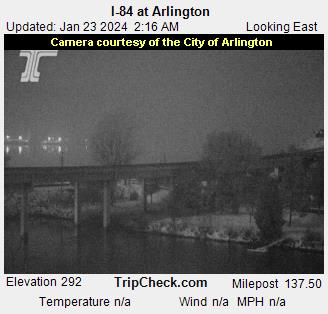 I-84 at Arlington
Updated: Jan 23 2024 2:16 AM Looking East
Camera courtesy of the City of Arlington
Elevation 292 TripCheck.com Milepost 137.50
Temperature n/a Wind n/a MPH n/a